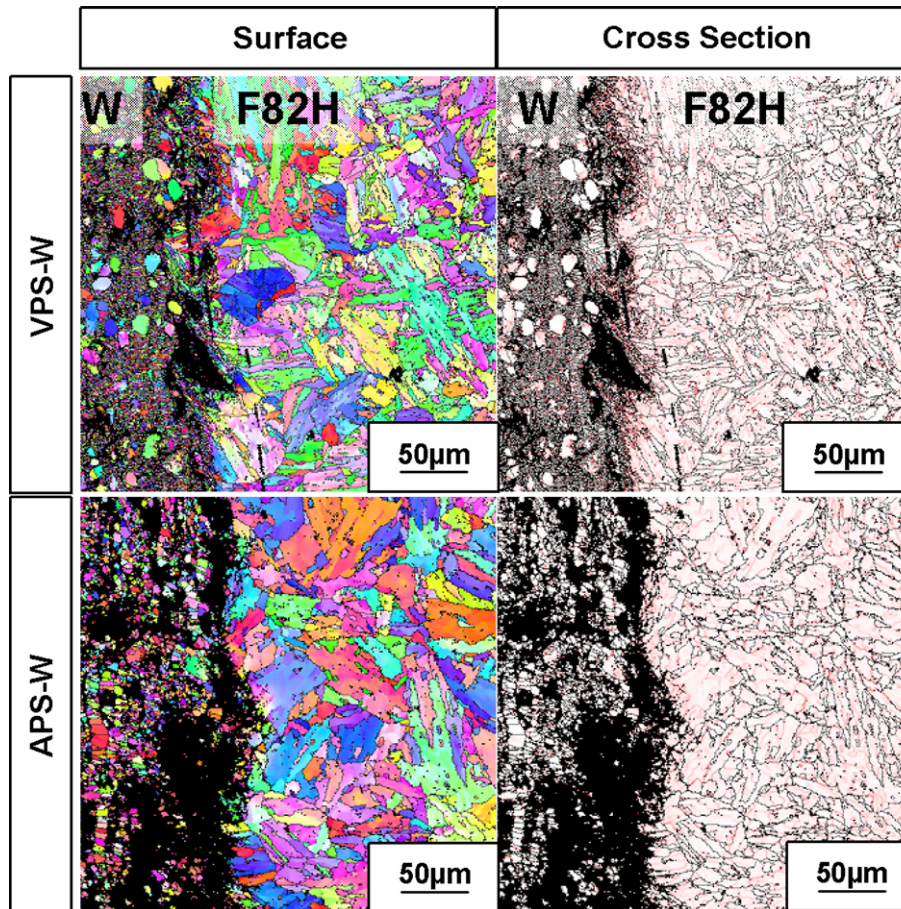 Surface
Cross Section
VPS-W
W
F82H
W
F82H
50µm
50µm
APS-W
50µm
50µm